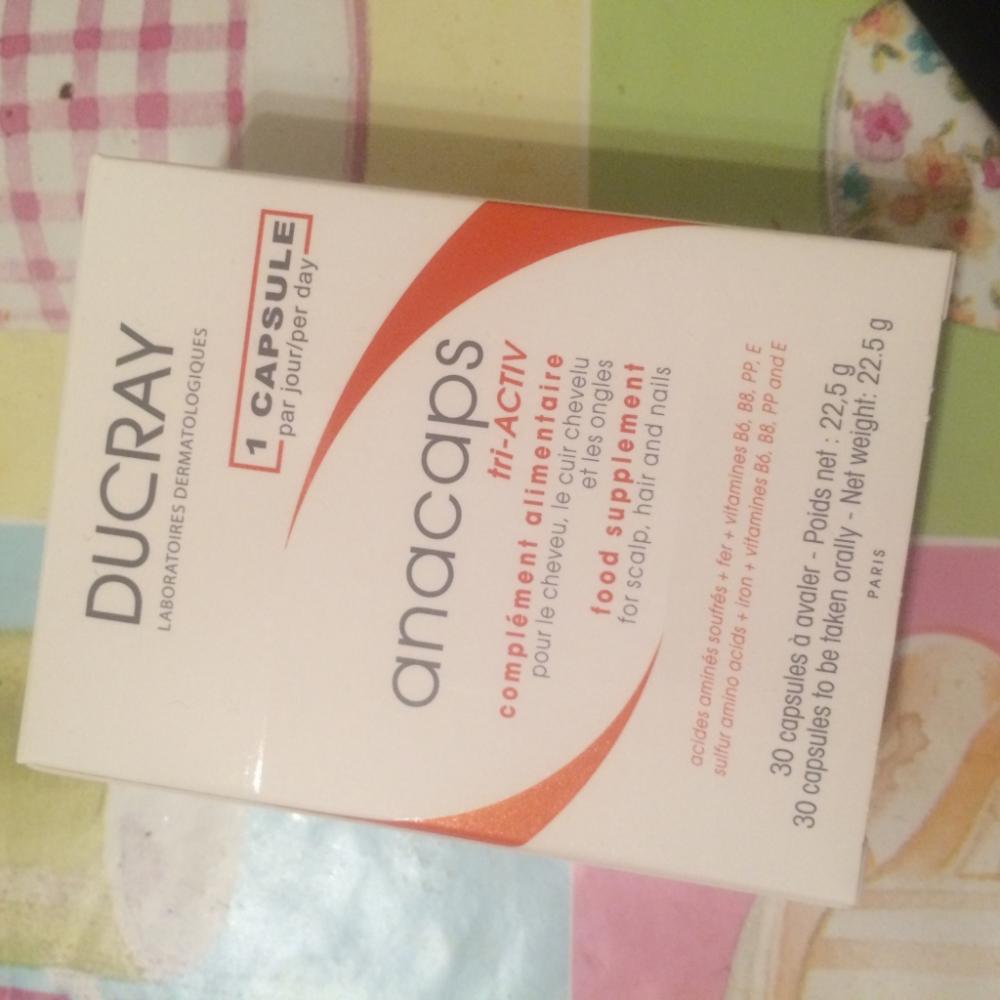 DUCRAY
LABORATOIRES DERMATOLOGIQUES
1 CAPSULE
par jour/per day
anacaps
tri-ACTIV
complément alimentaire
pour le cheveu, le cuir chevelu
et les ongles
food supplement
for scalp, hair and nails
acides aminés soufrés + fer + vitamines B6, B8, PP, E
sulfur amino acids + iron + vitamines B6, B8, PP and E
30 capsules à avaler - Poids net : 22,5 g
30 capsules to be taken orally - Net weight: 22.5 g
PARIS